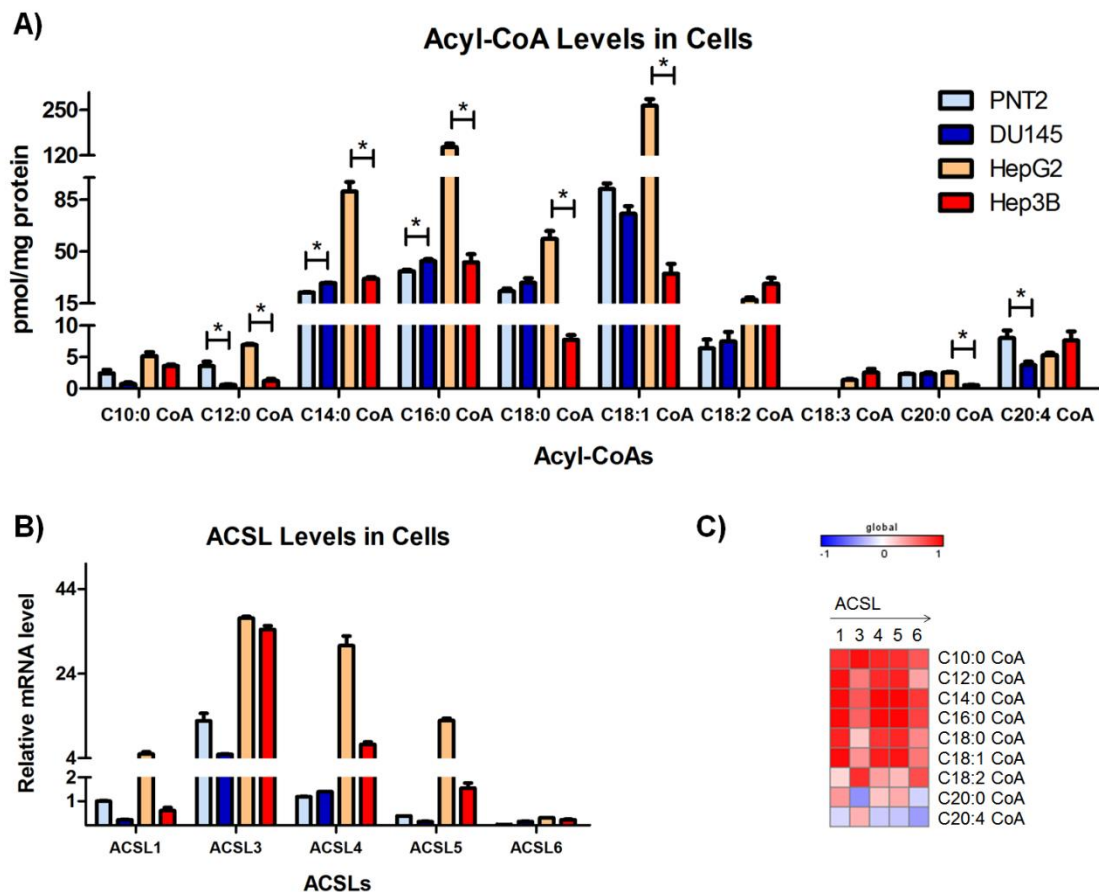 A)
Acyl-CoA Levels in Cells
pmol/mg protein
250
120
85
50
15
10
5
0
* * * * * * * * * *
PNT2
DU145
HepG2
Hep3B
C10:0 CoA C12:0 CoA C14:0 CoA C16:0 CoA C18:0 CoA C18:1 CoA C18:2 CoA C18:3 CoA C20:0 CoA C20:4 CoA
Acyl-CoAs
B)
ACSL Levels in Cells
Relative mRNA level
44
24
4
2
1
ACSL1 ACSL3 ACSL4 ACSL5 ACSL6
ACSLs
C)
global
-1 0 1
ACSL
1 3 4 5 6
C10:0 CoA
C12:0 CoA
C14:0 CoA
C16:0 CoA
C18:0 CoA
C18:1 CoA
C18:2 CoA
C20:0 CoA
C20:4 CoA